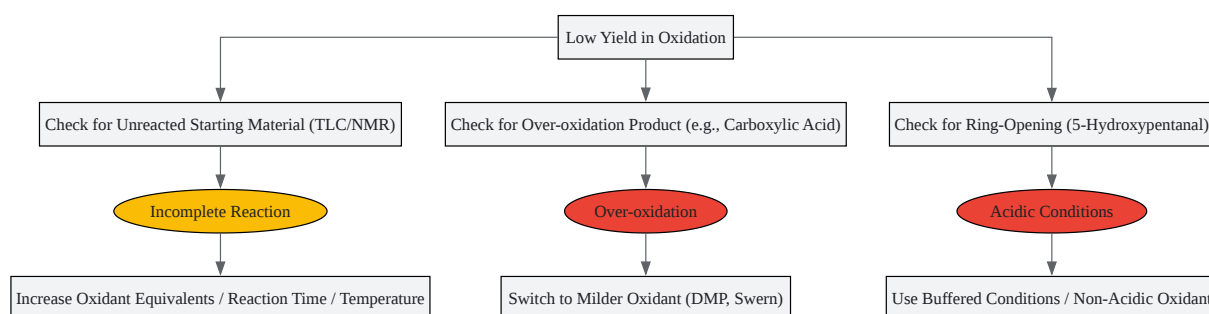 Low Yield in Oxidation
Check for Unreacted Starting Material (TLC/NMR)
Check for Over-oxidation Product (e.g., Carboxylic Acid)
Check for Ring-Opening (5-Hydroxypentanal)
Incomplete Reaction
Over-oxidation
Acidic Conditions
Increase Oxidant Equivalents / Reaction Time / Temperature
Switch to Milder Oxidant (DMP, Swern)
Use Buffered Conditions / Non-Acidic Oxidant